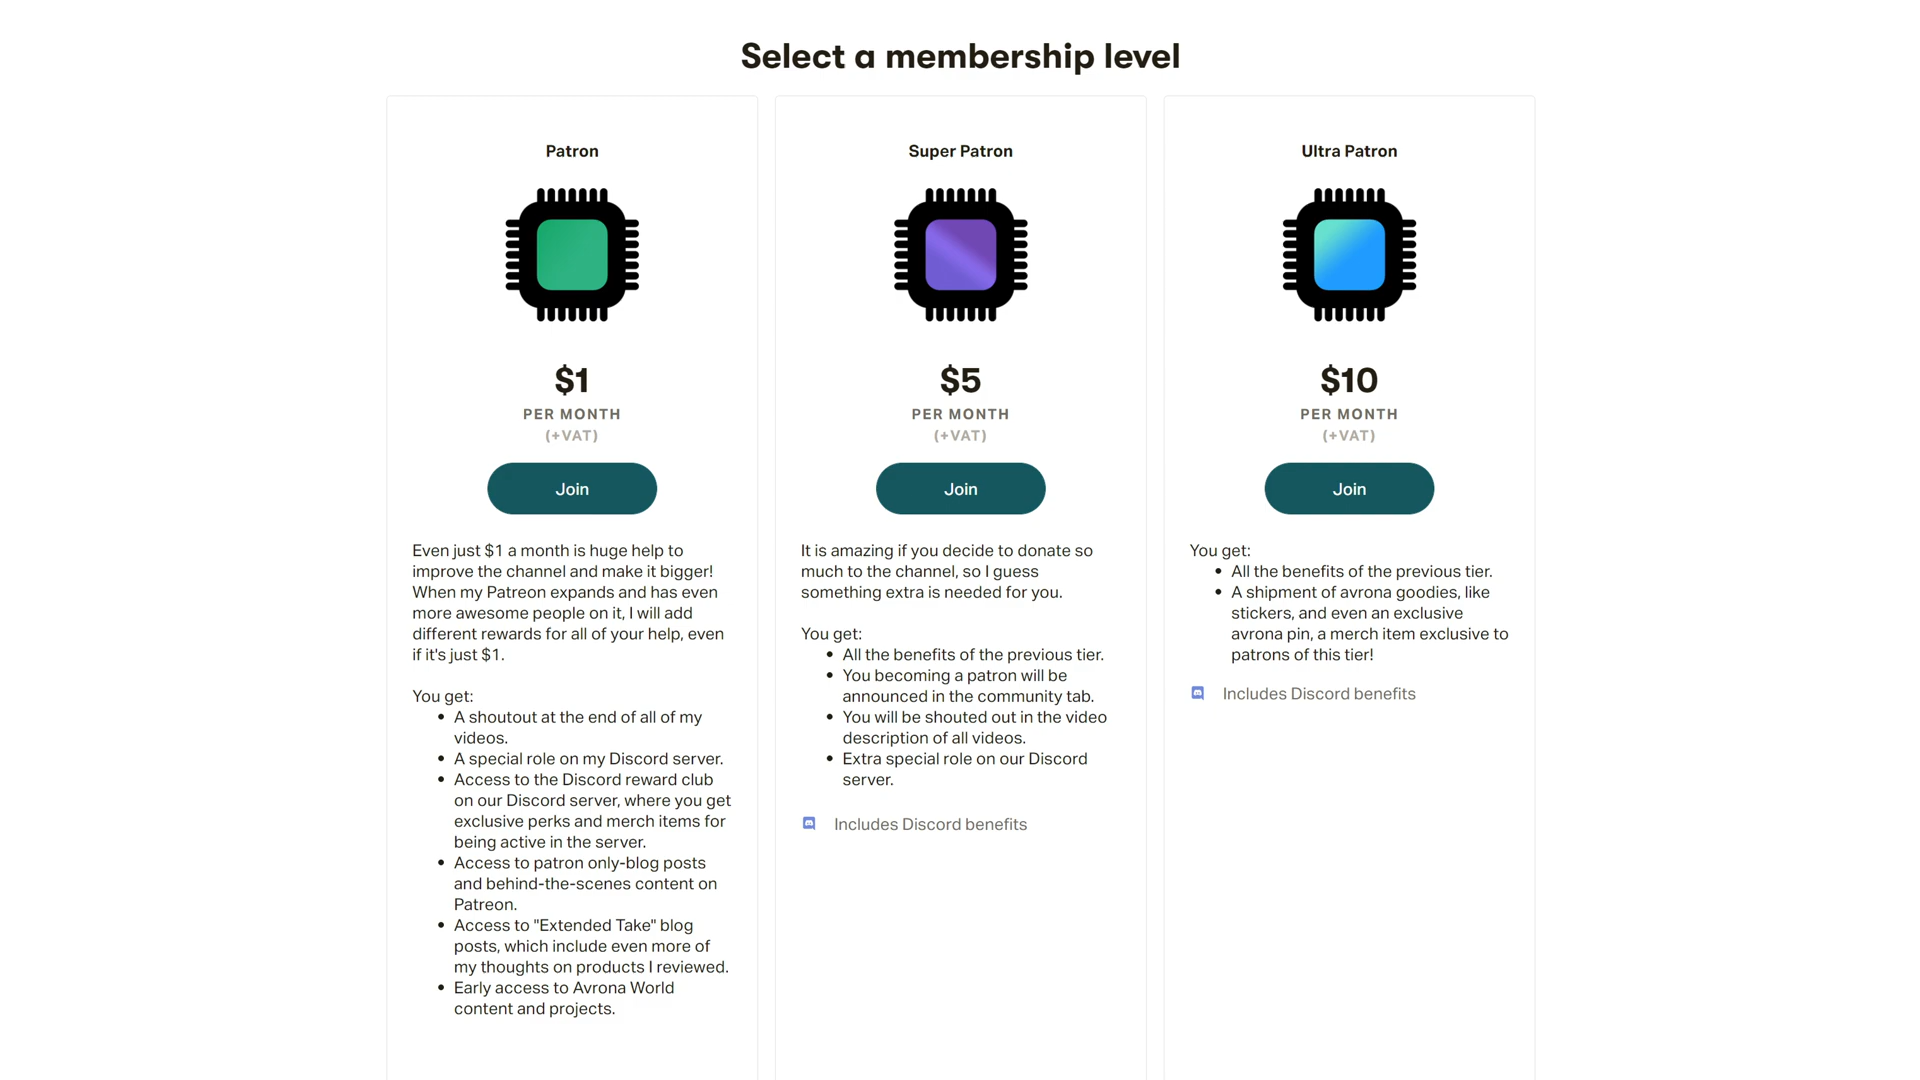 Select a membership level
Patron
$1
PER MONTH
(+VAT)
Join
Even just $1 a month is huge help to
improve the channel and make it bigger!
When my Patreon expands and has even
more awesome people on it, I will add
different rewards for all of your help, even
if it's just $1.
You get:
• A shoutout at the end of all of my
videos.
• A special role on my Discord server.
• Access to the Discord reward club
on our Discord server, where you get
exclusive perks and merch items for
being active in the server.
• Access to patron only-blog posts
and behind-the-scenes content on
Patreon.
• Access to "Extended Take" blog
posts, which include even more of
my thoughts on products I reviewed.
• Early access to Avrona World
content and projects.
Super Patron
$5
PER MONTH
(+VAT)
Join
It is amazing if you decide to donate so
much to the channel, so I guess
something extra is needed for you.
You get:
• All the benefits of the previous tier.
• You becoming a patron will be
announced in the community tab.
• You will be shouted out in the video
description of all videos.
• Extra special role on our Discord
server.
Includes Discord benefits
Ultra Patron
$10
PER MONTH
(+VAT)
Join
You get:
• All the benefits of the previous tier.
• A shipment of avrona goodies, like
stickers, and even an exclusive
avrona pin, a merch item exclusive to
patrons of this tier!
Includes Discord benefits